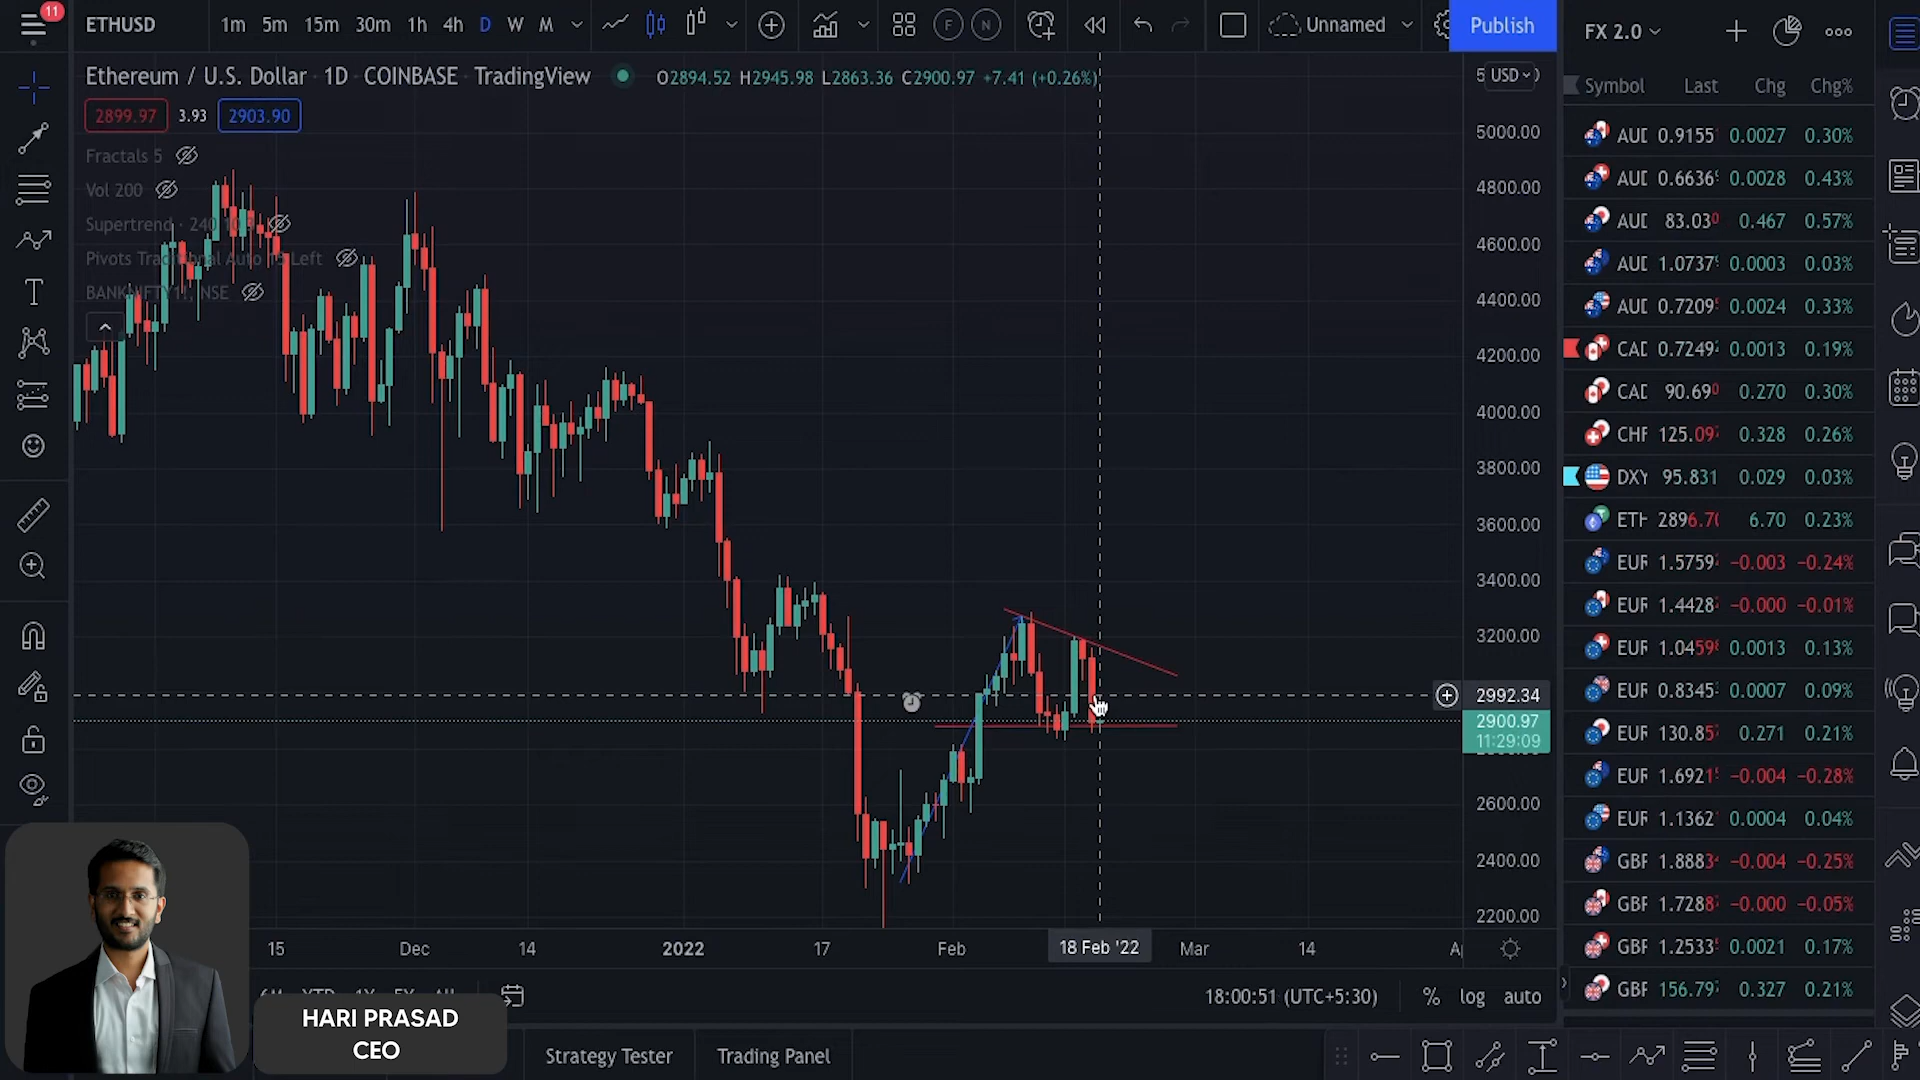 11
ETHUSD
1m 5m 15m 30m 1h 4h D W M
F N
Unnamed
Publish
FX 2.0
Ethereum / U.S. Dollar · 1D · COINBASE · TradingView
O2894.52 H2945.98 L2863.36 C2900.97 +7.41 (+0.26%)
USD
Symbol Last Chg Chg%
2899.97 3.93 2903.90
Fractals 5
Vol 200
Supertrend · 240
Pivots Traditional Auto 15 Left
BANKNIFTY1!, NSE
5000.00
4800.00
4600.00
4400.00
4200.00
4000.00
3800.00
3600.00
3400.00
3200.00
2992.34
2900.97
11:29:09
2600.00
2400.00
2200.00
AUD 0.9155 0.0027 0.30%
AUD 0.6636 0.0028 0.43%
AUD 83.030 0.467 0.57%
AUD 1.0737 0.0003 0.03%
AUD 0.7209 0.0024 0.33%
CAD 0.7249 0.0013 0.19%
CAD 90.690 0.270 0.30%
CHF 125.097 0.328 0.26%
DXY 95.831 0.029 0.03%
ETH 2896.70 6.70 0.23%
EUR 1.5759 −0.003 −0.24%
EUR 1.4428 −0.000 −0.01%
EUR 1.0459 0.0013 0.13%
EUR 0.8345 0.0007 0.09%
EUR 130.85 0.271 0.21%
EUR 1.6921 −0.004 −0.28%
EUR 1.1362 0.0004 0.04%
GBP 1.8883 −0.004 −0.25%
GBP 1.7288 −0.000 −0.05%
GBP 1.2533 0.0021 0.17%
GBP 156.797 0.327 0.21%
15 Dec 14 2022 17 Feb 18 Feb '22 Mar 14
18:00:51 (UTC+5:30) % log auto
HARI PRASAD
CEO
Strategy Tester Trading Panel